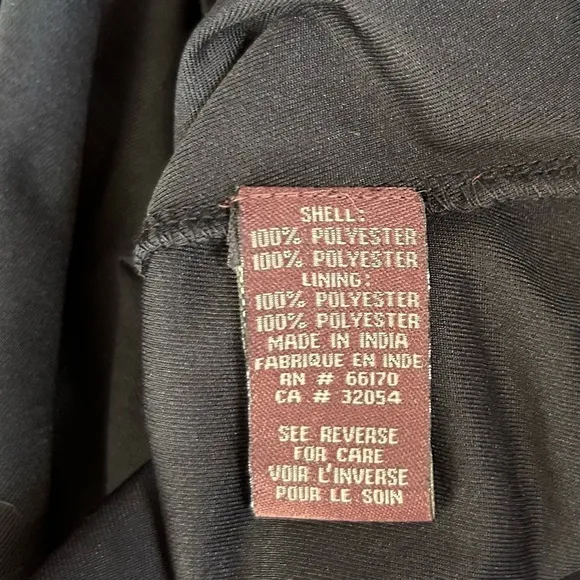 SHELL:
100% POLYESTER
100% POLYESTER
LINING:
100% POLYESTER
100% POLYESTER
MADE IN INDIA
FABRIQUE EN INDE
RN # 66170
CA # 32054
SEE REVERSE
FOR CARE
VOIR L'INVERSE
POUR LE SOIN